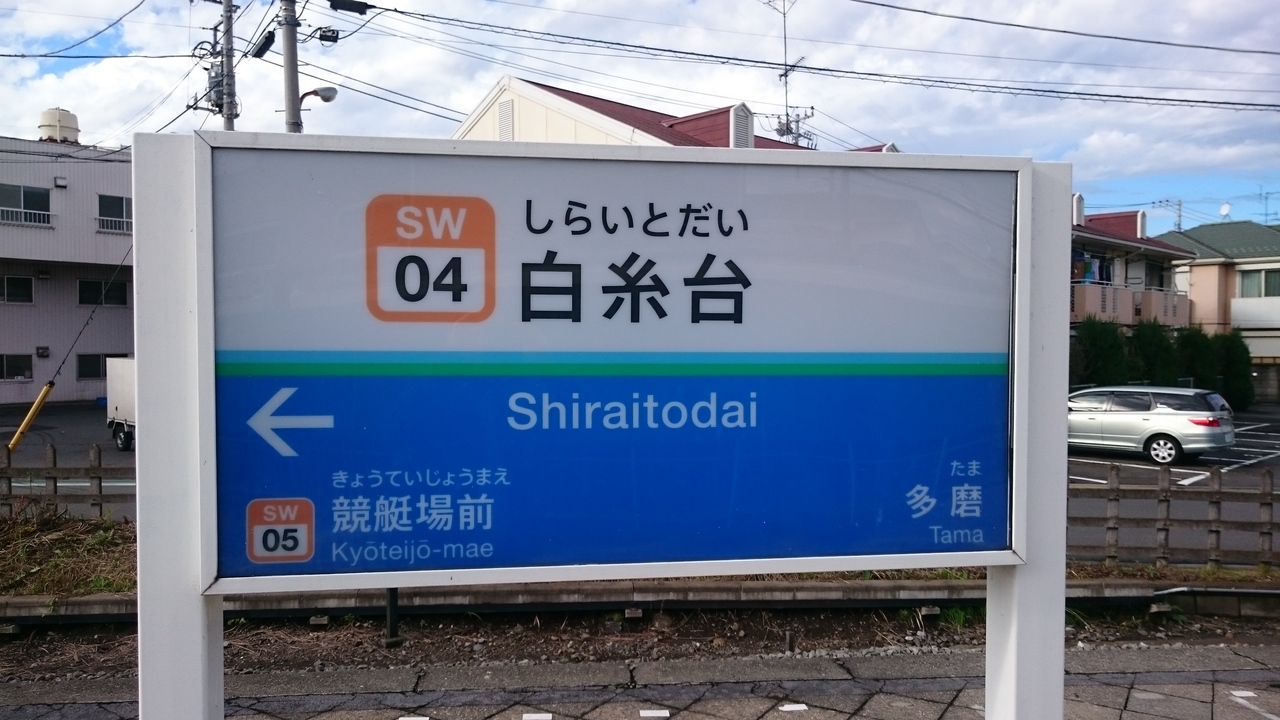 SW
04
しらいとだい
白糸台
Shiraitodai
←
SW
05
きょうていじょうまえ
競艇場前
Kyōteijō-mae
たま
多磨
Tama